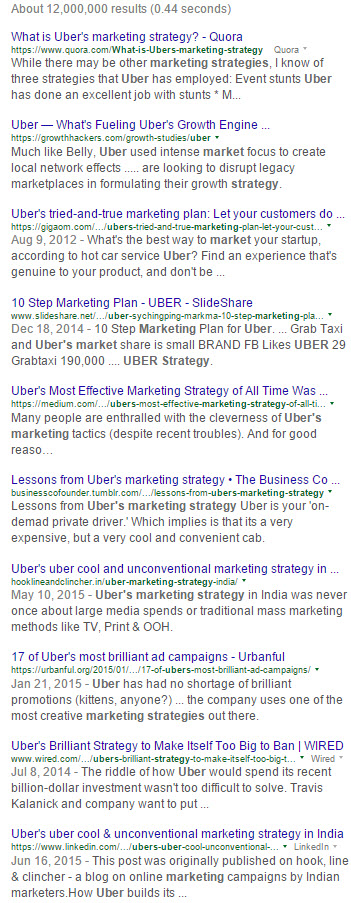 About 12,000,000 results (0.44 seconds)
What is Uber's marketing strategy? - Quora
https://www.quora.com/What-is-Ubers-marketing-strategy Quora
While there may be other marketing strategies, I know of
three strategies that Uber has employed: Event stunts Uber
has done an excellent job with stunts * M...
Uber — What's Fueling Uber's Growth Engine ...
https://growthhackers.com/growth-studies/uber
Much like Belly, Uber used intense market focus to create
local network effects ..... are looking to disrupt legacy
marketplaces in formulating their growth strategy.
Uber's tried-and-true marketing plan: Let your customers do ...
https://gigaom.com/.../ubers-tried-and-true-marketing-plan-let-your-cust...
Aug 9, 2012 - What's the best way to market your startup,
according to hot car service Uber? Find an experience that's
genuine to your product, and don't be ...
10 Step Marketing Plan - UBER - SlideShare
www.slideshare.net/.../uber-sychingping-markma-10-step-marketing-pla...
Dec 18, 2014 - 10 Step Marketing Plan for Uber. ... Grab Taxi
and Uber's market share is small BRAND FB Likes UBER 29
Grabtaxi 190,000 .... UBER Strategy.
Uber's Most Effective Marketing Strategy of All Time Was ...
https://medium.com/.../ubers-most-effective-marketing-strategy-of-all-ti...
Many people are enthralled with the cleverness of Uber's
marketing tactics (despite recent troubles). And for good
reaso…
Lessons from Uber's marketing strategy • The Business Co ...
businesscofounder.tumblr.com/.../lessons-from-ubers-marketing-strategy
Lessons from Uber's marketing strategy Uber is your 'on-
demad private driver.' Which implies is that its a very
expensive, but a very cool and convenient cab.
Uber's uber cool and unconventional marketing strategy in ...
hooklineandclincher.in/uber-marketing-strategy-india/
May 10, 2015 - Uber's marketing strategy in India was never
once about large media spends or traditional mass marketing
methods like TV, Print & OOH.
17 of Uber's most brilliant ad campaigns - Urbanful
https://urbanful.org/2015/01/.../17-of-ubers-most-brilliant-ad-campaigns/
Jan 21, 2015 - Uber has had no shortage of brilliant
promotions (kittens, anyone?) ... the company uses one of the
most creative marketing strategies out there.
Uber's Brilliant Strategy to Make Itself Too Big to Ban | WIRED
www.wired.com/.../ubers-brilliant-strategy-to-make-itself-too-big-t... Wired
Jul 8, 2014 - The riddle of how Uber would spend its recent
billion-dollar investment wasn't too difficult to solve. Travis
Kalanick and company want to put ...
Uber's uber cool & unconventional marketing strategy in India
https://www.linkedin.com/.../ubers-uber-cool-unconventional-... LinkedIn
Jun 16, 2015 - This post was originally published on hook, line
& clincher - a blog on online marketing campaigns by Indian
marketers.How Uber builds its ...